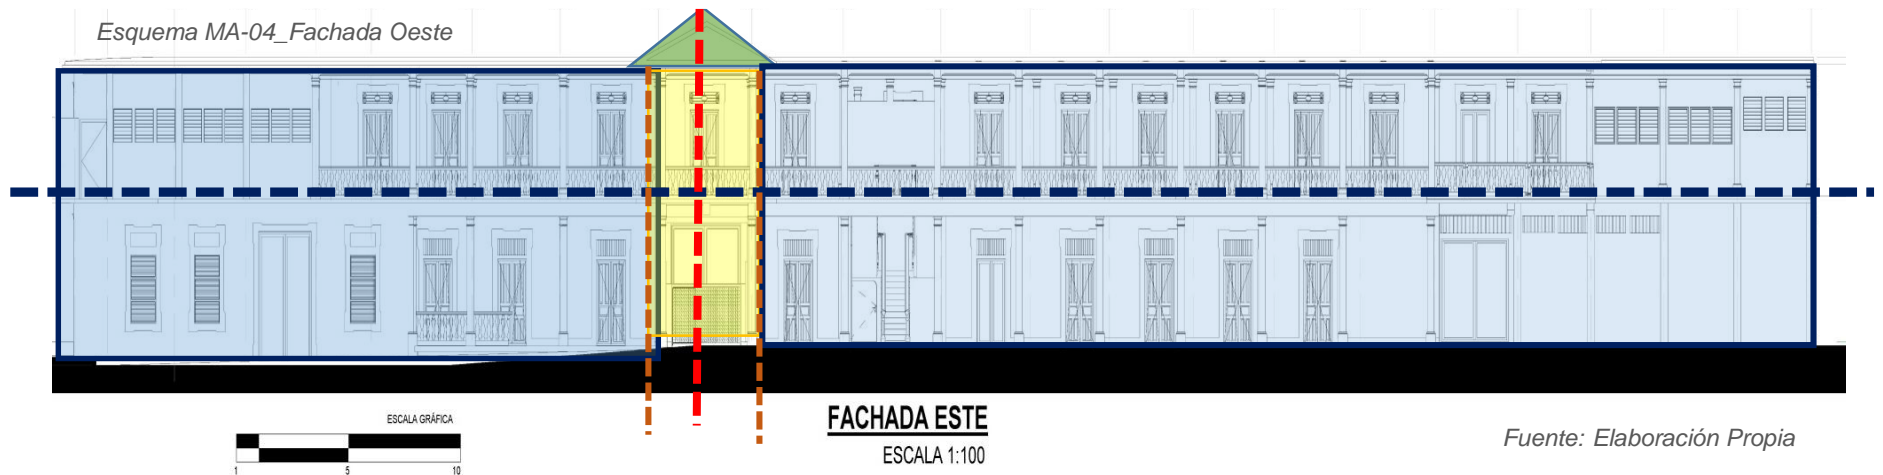 Esquema MA-04_Fachada Oeste
ESCALA GRÁFICA
1 5 10
FACHADA ESTE
ESCALA 1:100
Fuente: Elaboración Propia